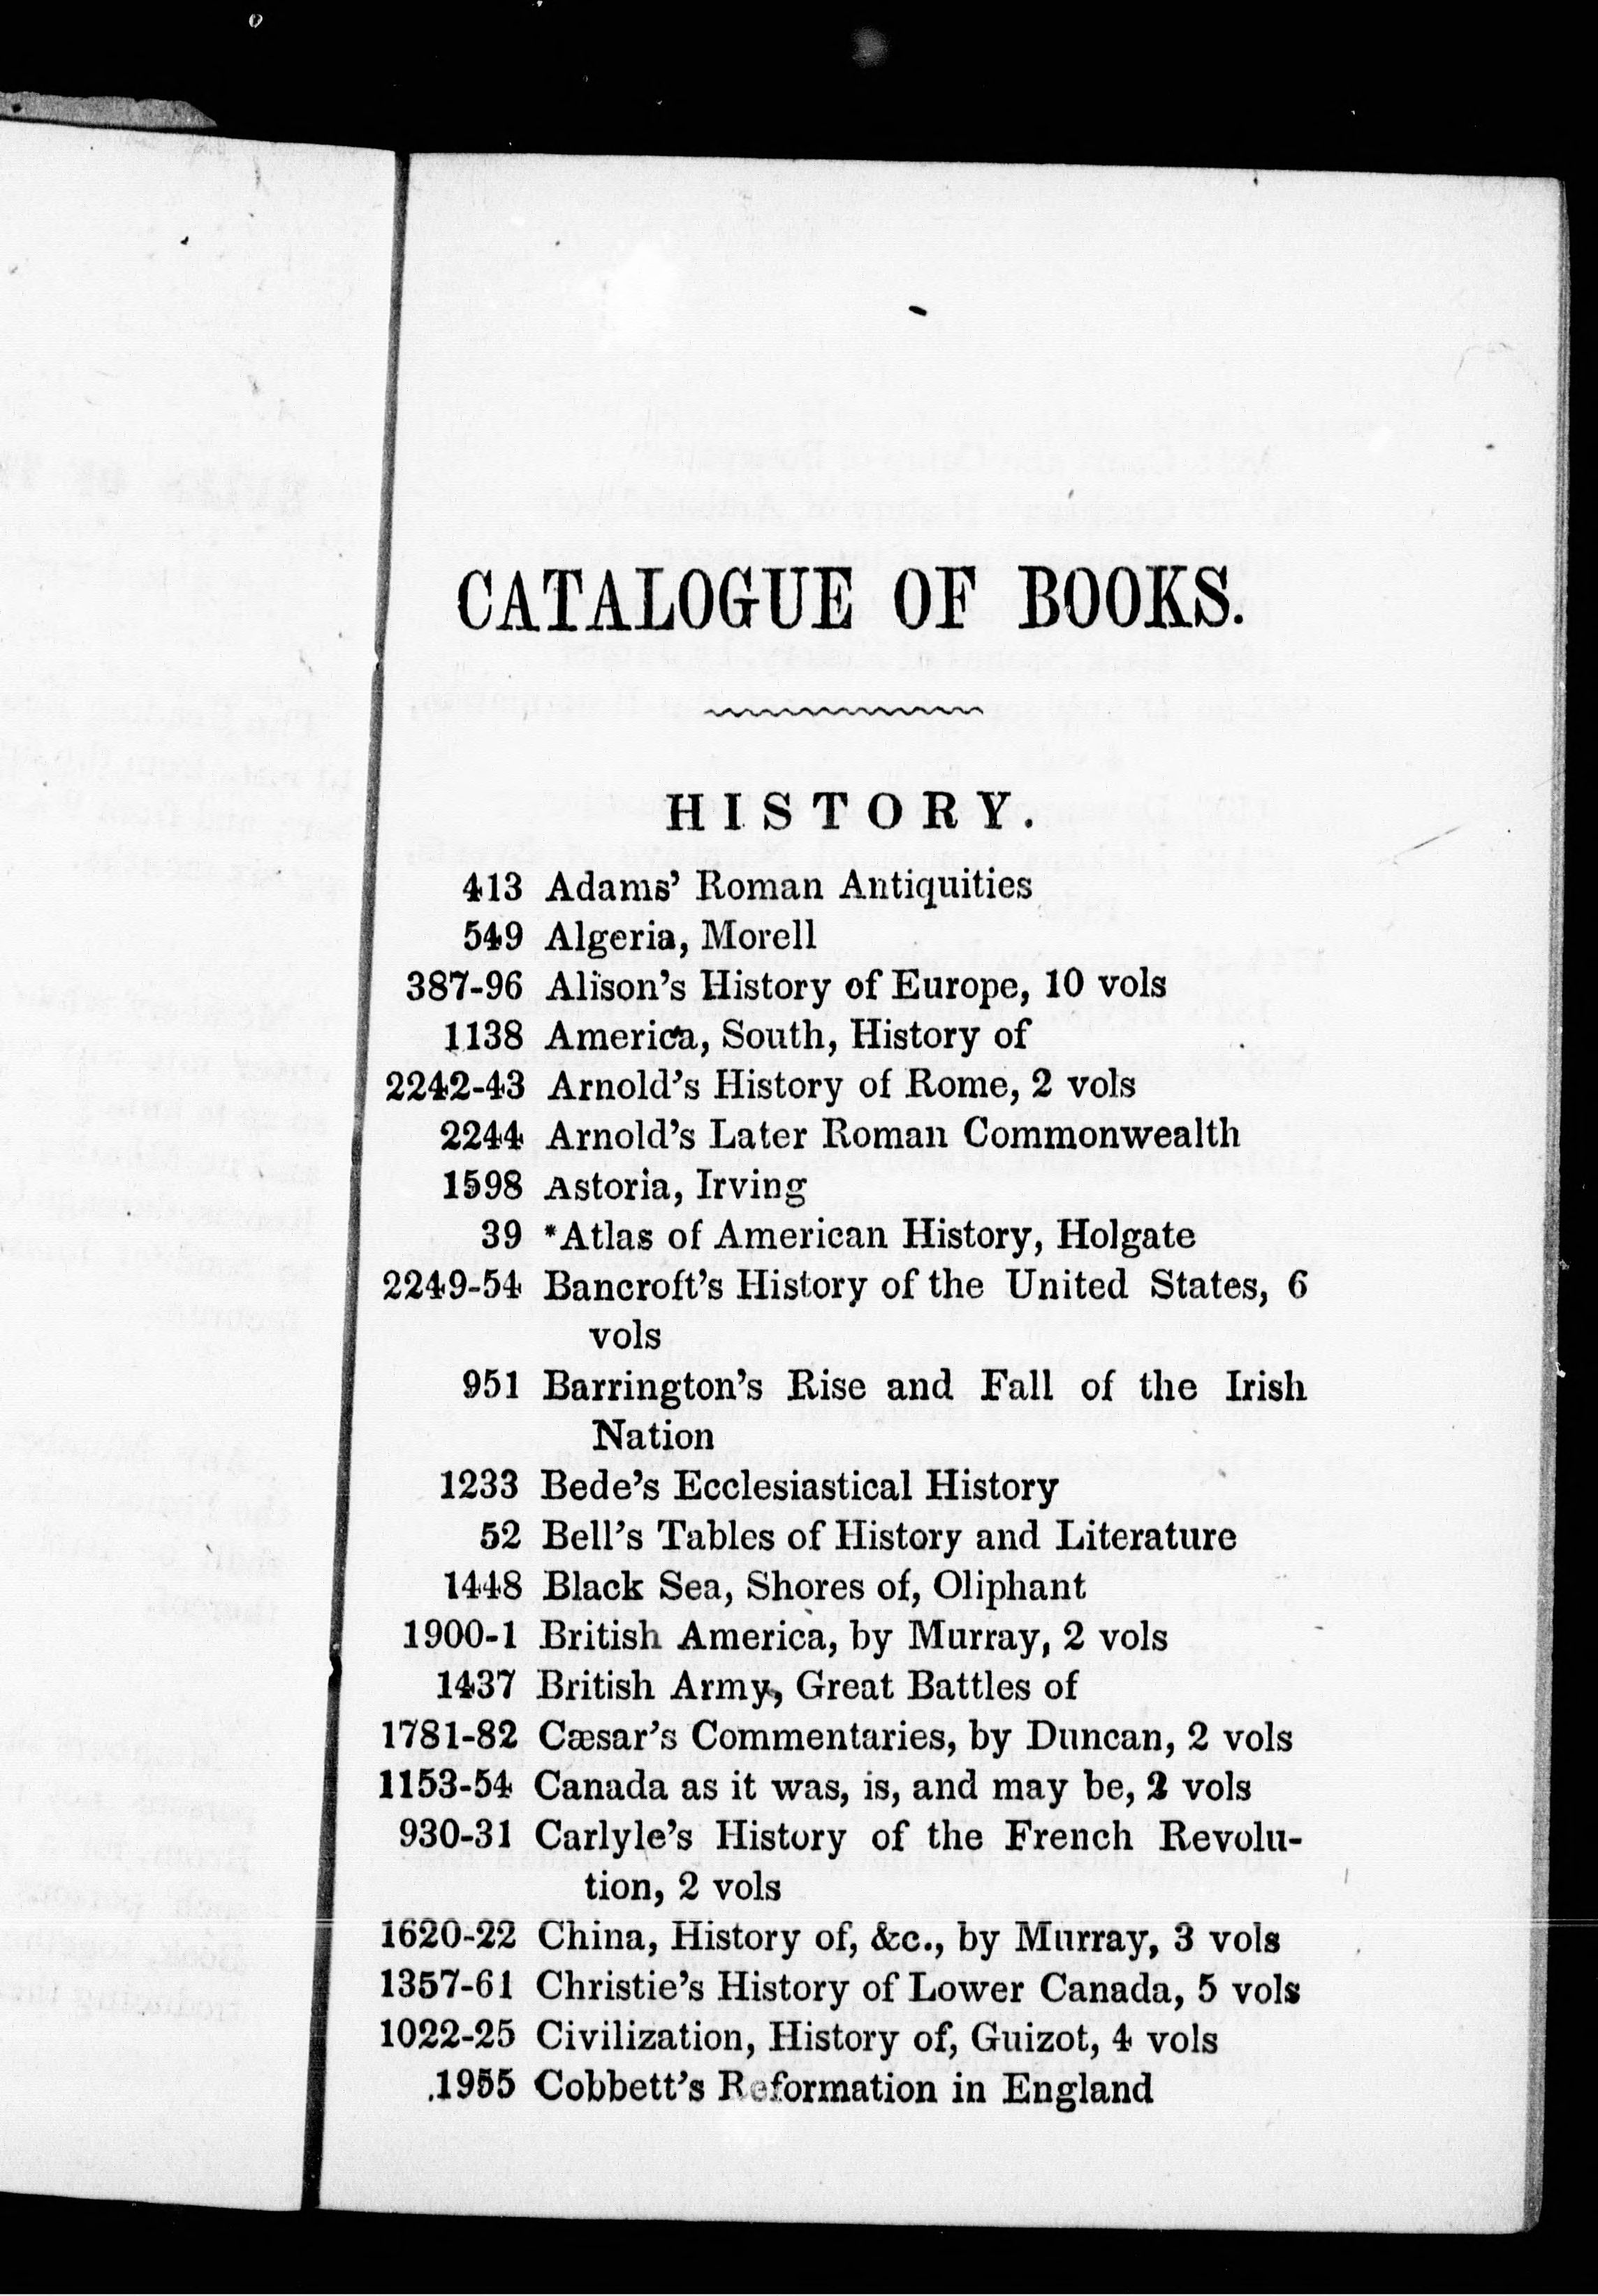 CATALOGUE OF BOOKS.
HISTORY.
413 Adams' Roman Antiquities
549 Algeria, Morell
387-96 Alison's History of Europe, 10 vols
1138 America, South, History of
2242-43 Arnold's History of Rome, 2 vols
2244 Arnold's Later Roman Commonwealth
1598 Astoria, Irving
39 *Atlas of American History, Holgate
2249-54 Bancroft's History of the United States, 6
vols
951 Barrington's Rise and Fall of the Irish
Nation
1233 Bede's Ecclesiastical History
52 Bell's Tables of History and Literature
1448 Black Sea, Shores of, Oliphant
1900-1 British America, by Murray, 2 vols
1437 British Army, Great Battles of
1781-82 Cæsar's Commentaries, by Duncan, 2 vols
1153-54 Canada as it was, is, and may be, 2 vols
930-31 Carlyle's History of the French Revolu-
tion, 2 vols
1620-22 China, History of, &c., by Murray, 3 vols
1357-61 Christie's History of Lower Canada, 5 vols
1022-25 Civilization, History of, Guizot, 4 vols
1955 Cobbett's Reformation in England